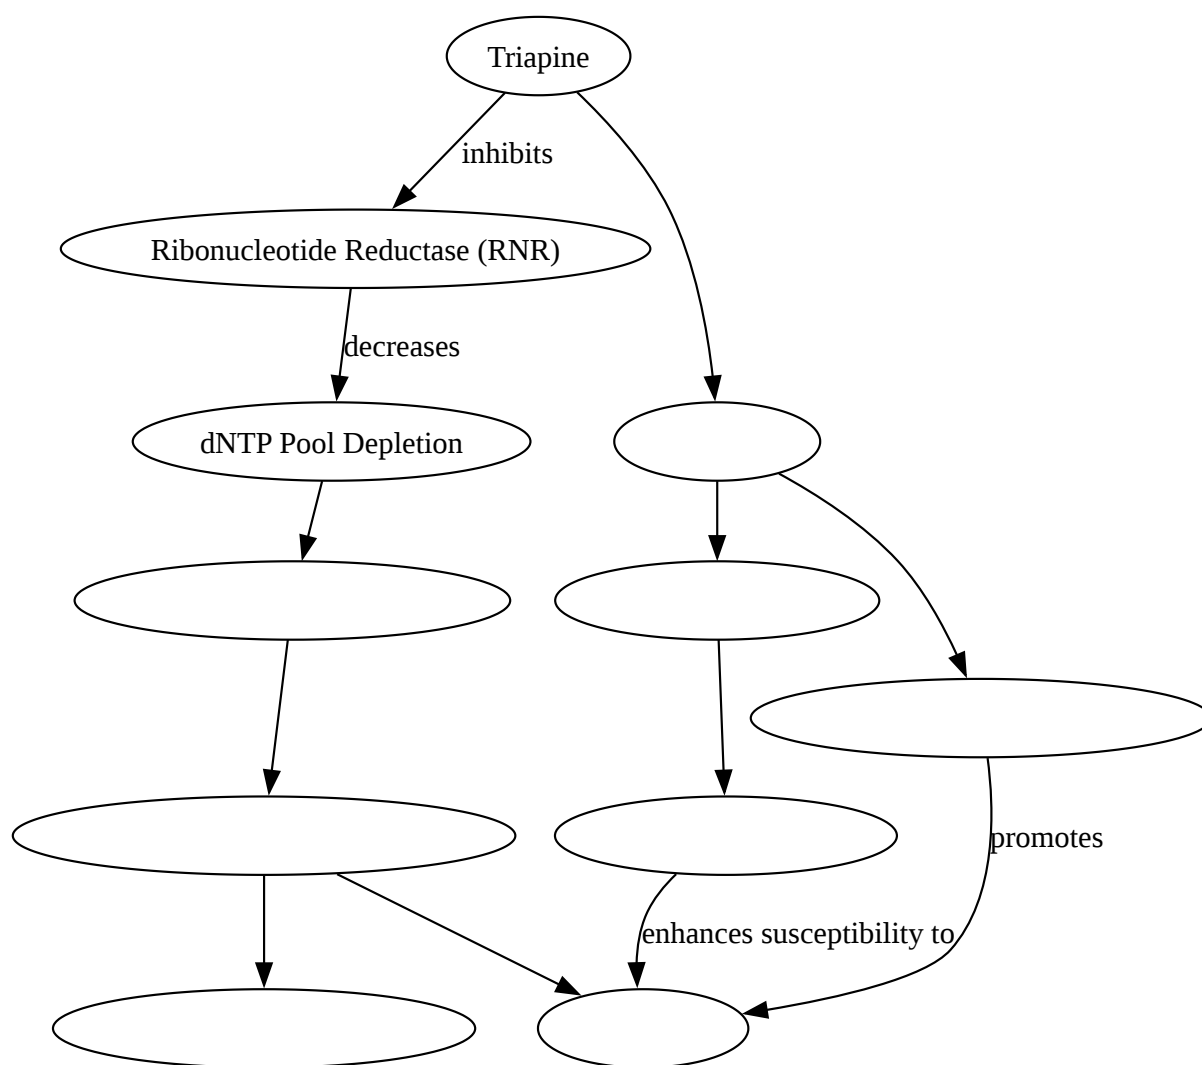 Triapine
inhibits
Ribonucleotide Reductase (RNR)
decreases
dNTP Pool Depletion
promotes
enhances susceptibility to